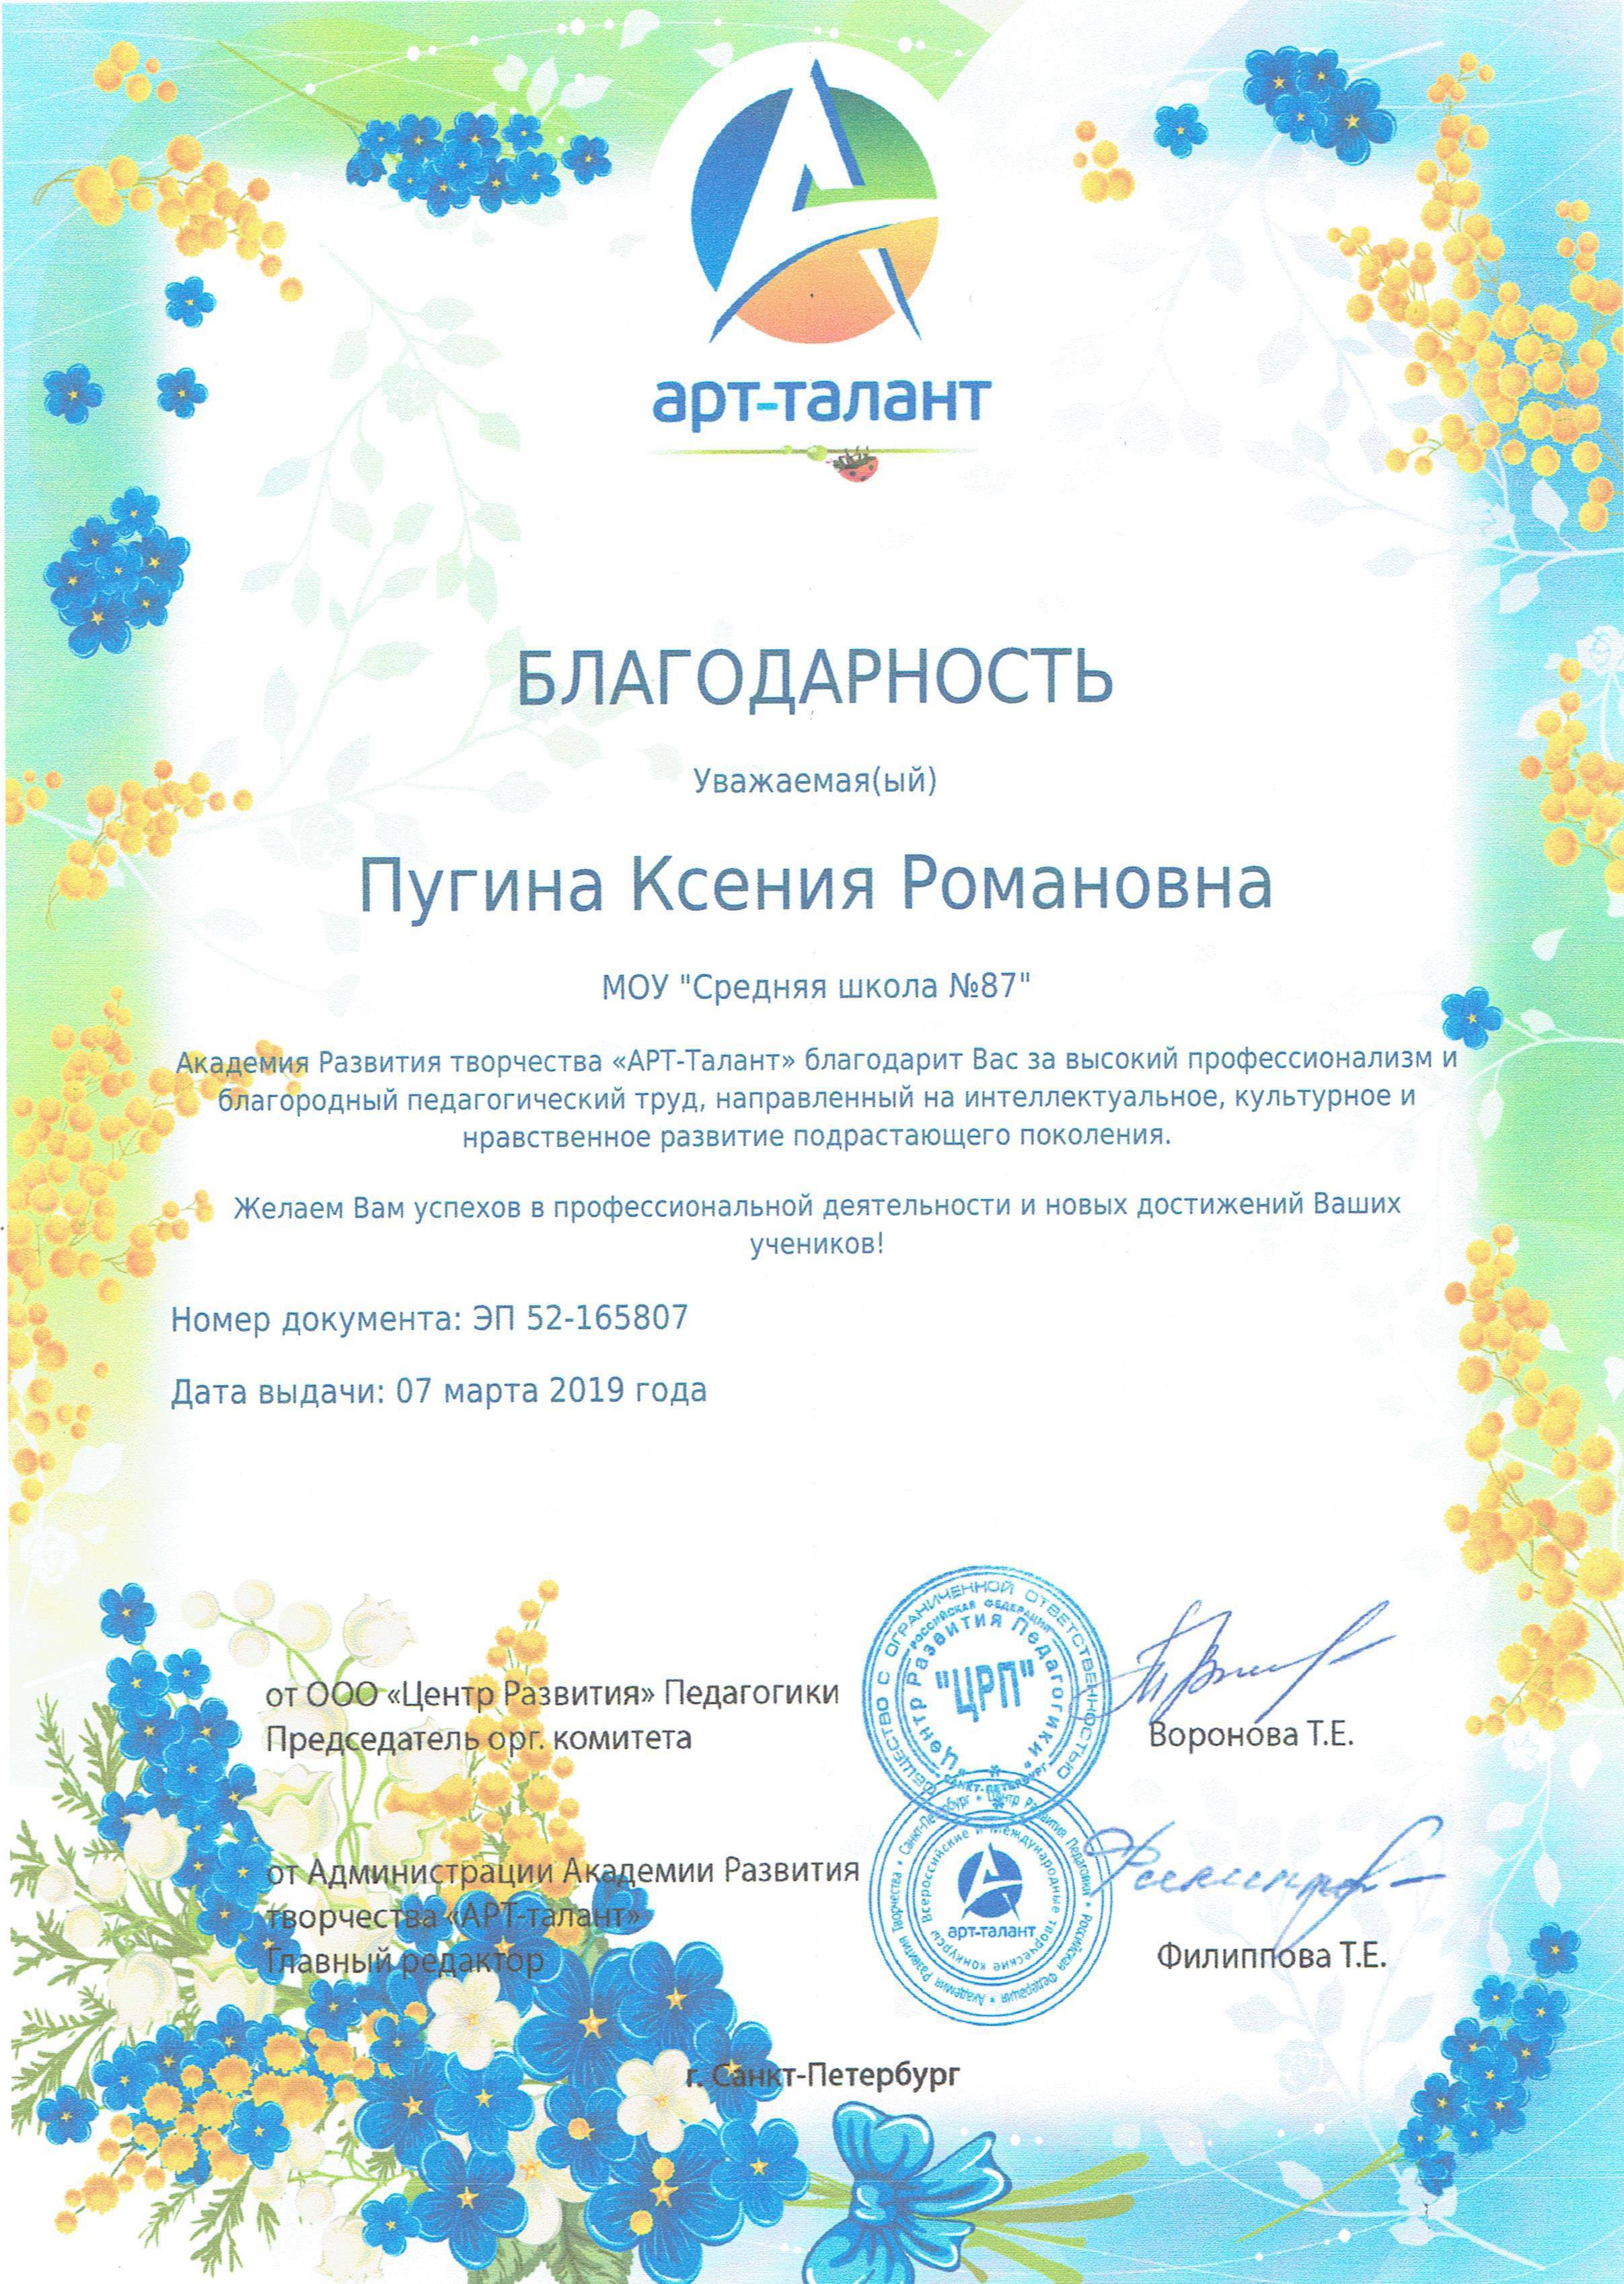 арт-талант
БЛАГОДАРНОСТЬ
Уважаемая(ый)
Пугина Ксения Романовна
МОУ "Средняя школа №87"
Академия Развития творчества «АРТ-Талант» благодарит Вас за высокий профессионализм и
благородный педагогический труд, направленный на интеллектуальное, культурное и
нравственное развитие подрастающего поколения.
Желаем Вам успехов в профессиональной деятельности и новых достижений Ваших
учеников!
Номер документа: ЭП 52-165807
Дата выдачи: 07 марта 2019 года
от ООО «Центр Развития» Педагогики
Председатель орг. комитета
ОБЩЕСТВО С ОГРАНИЧЕННОЙ ОТВЕТСТВЕННОСТЬЮ
РОССИЙСКАЯ ФЕДЕРАЦИЯ
"Центр Развития Педагогики"
"ЦРП"
САНКТ-ПЕТЕРБУРГ
Воронова Т.Е.
от Администрации Академии Развития
творчества «АРТ-талант»
Главный редактор
Академия Развития Творчества • Санкт-Петербург • Центр Развития Педагогики • Российская Федерация •
Всероссийские и Международные творческие конкурсы
арт-талант
Филиппова Т.Е.
г. Санкт-Петербург